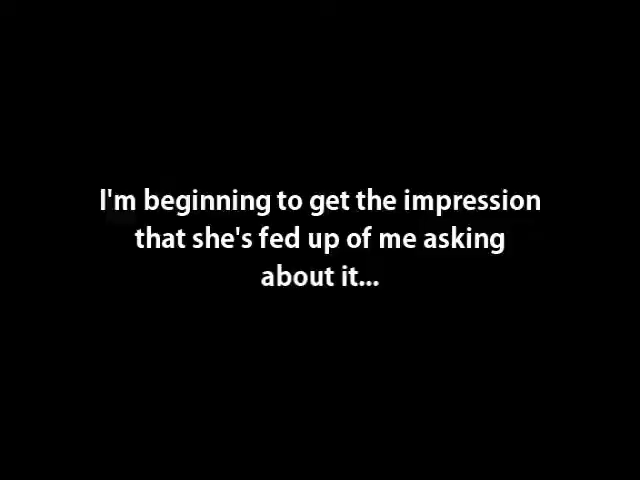 I'm beginning to get the impression
that she's fed up of me asking
about it...